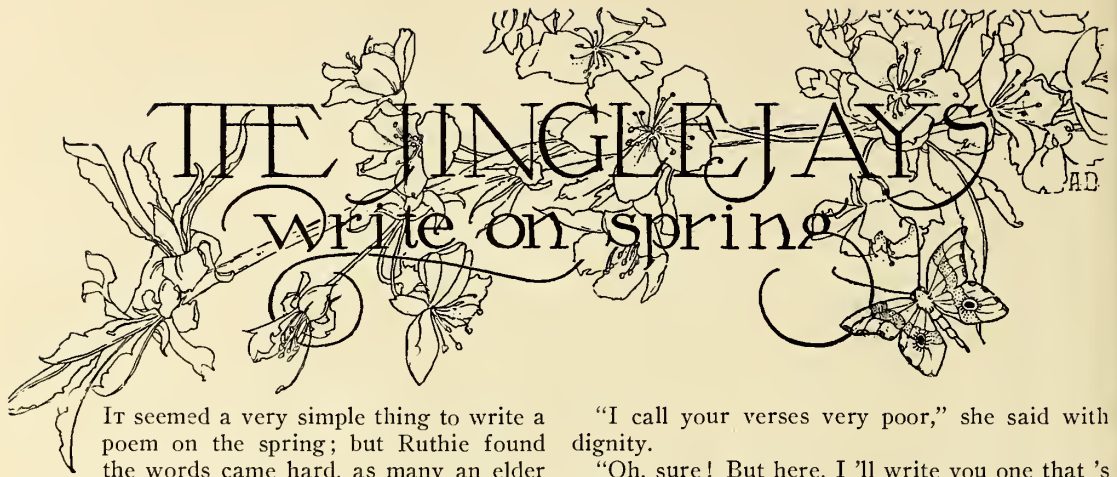 THE JINGLEJAYS
write on spring
AD
IT seemed a very simple thing to write a
poem on the spring; but Ruthie found
the words came hard, as many an elder
"I call your verses very poor," she said with
dignity.
"Oh, sure! But here, I 'll write you one that 's